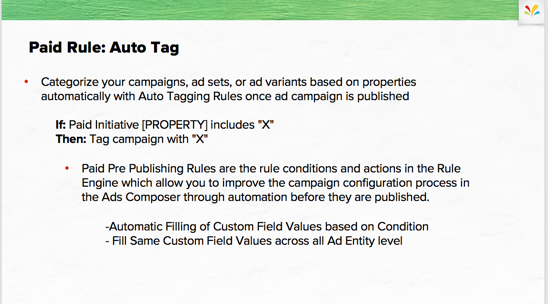 Paid Rule: Auto Tag
• Categorize your campaigns, ad sets, or ad variants based on properties
automatically with Auto Tagging Rules once ad campaign is published
If: Paid Initiative [PROPERTY] includes "X"
Then: Tag campaign with "X"
• Paid Pre Publishing Rules are the rule conditions and actions in the Rule
Engine which allow you to improve the campaign configuration process in
the Ads Composer through automation before they are published.
-Automatic Filling of Custom Field Values based on Condition
- Fill Same Custom Field Values across all Ad Entity level